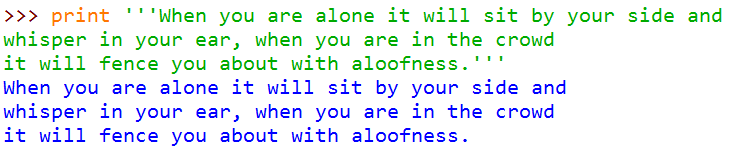 >>> print '''When you are alone it will sit by your side and
whisper in your ear, when you are in the crowd
it will fence you about with aloofness.'''
When you are alone it will sit by your side and
whisper in your ear, when you are in the crowd
it will fence you about with aloofness.